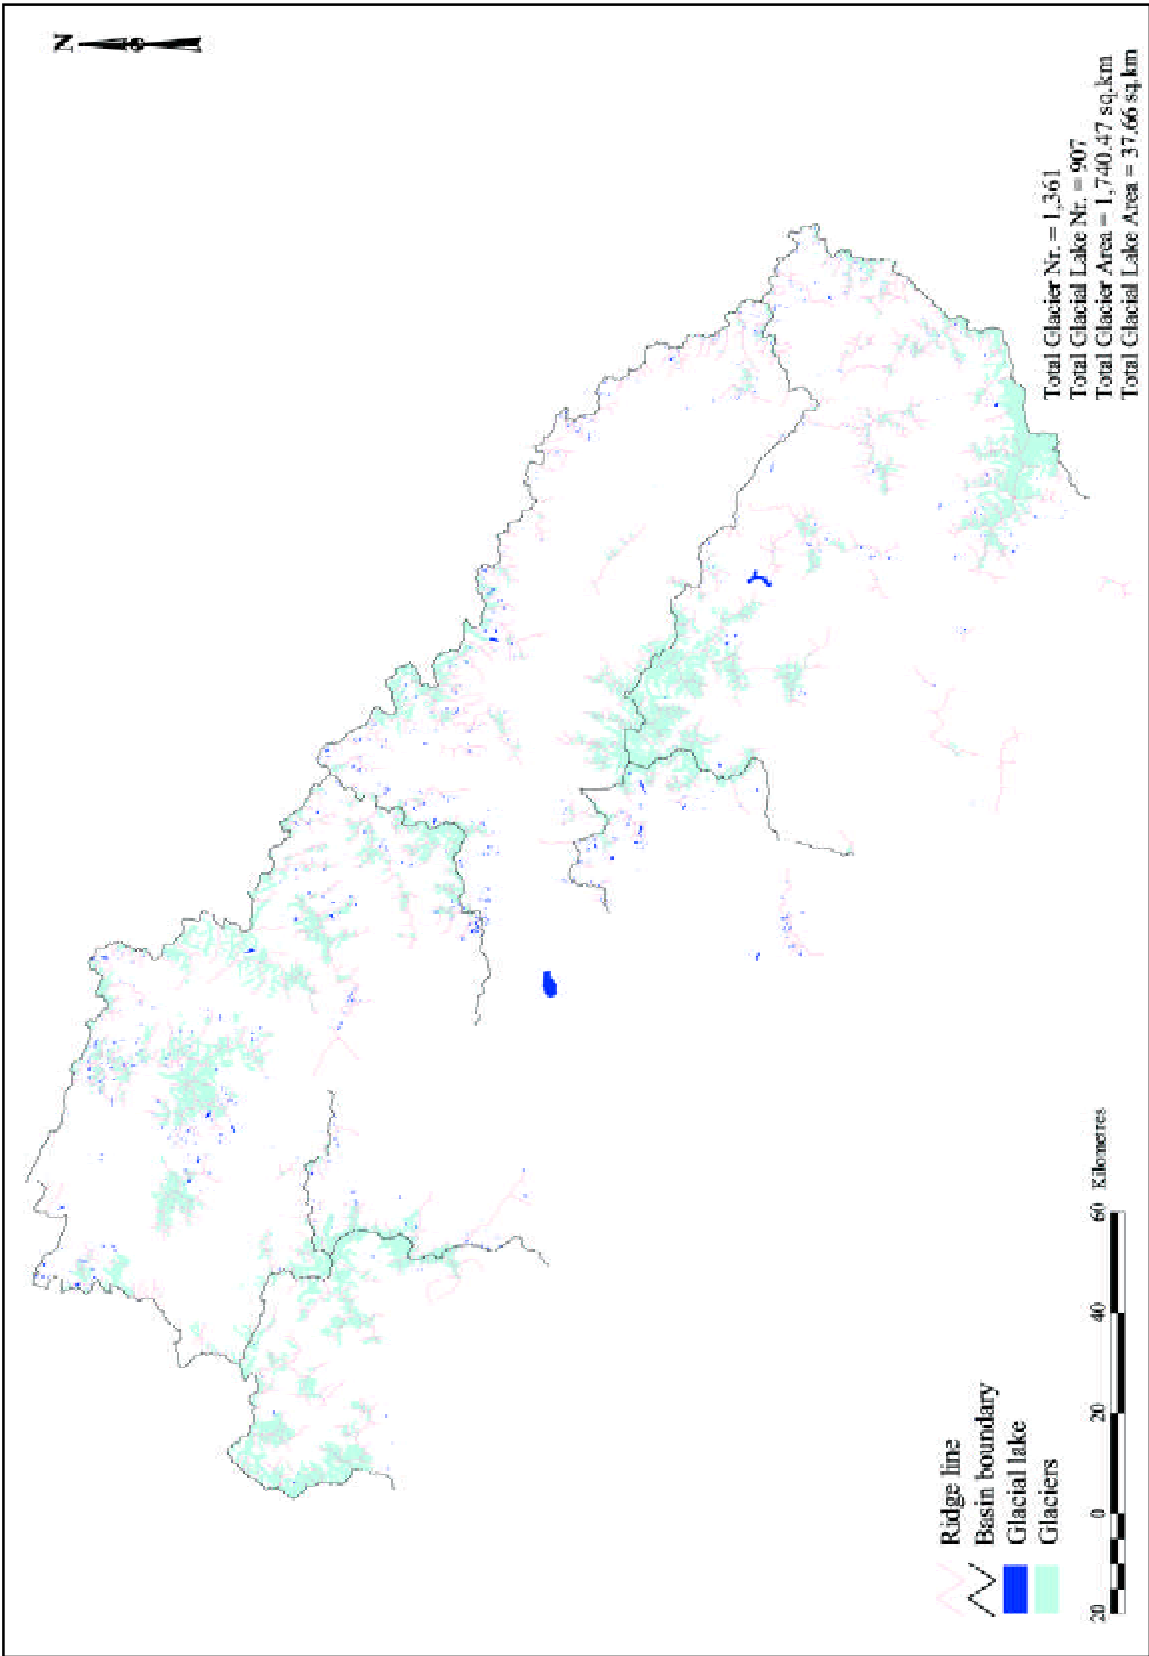 N
Total Glacier Nr. = 1,361
Total Glacial Lake Nr. = 907
Total Glacier Area = 1,740.47 sq.km
Total Glacial Lake Area = 37.66 sq.km
Ridge line
Basin boundary
Glacial lake
Glaciers
20 0 20 40 60 Kilometres